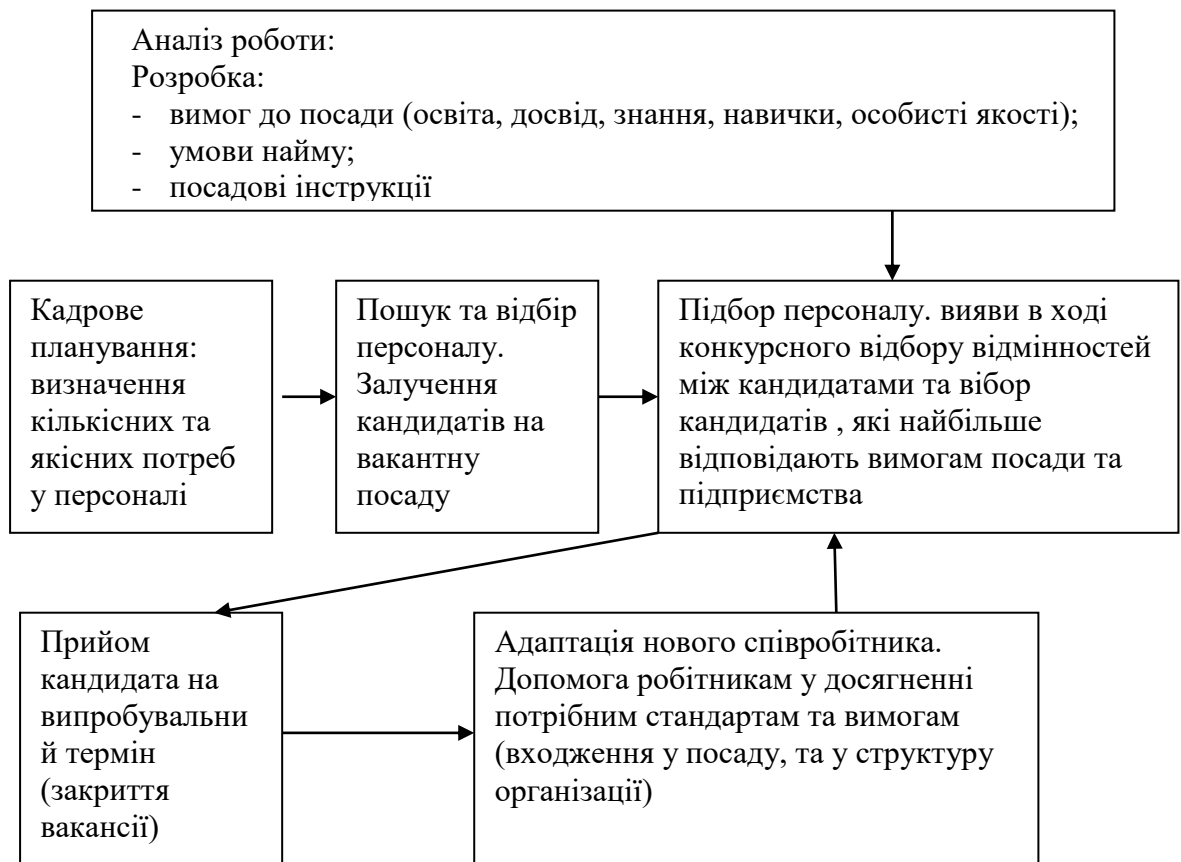 Аналіз роботи:
Розробка:
- вимог до посади (освіта, досвід, знання, навички, особисті якості);
- умови найму;
- посадові інструкції
Кадрове
планування:
визначення
кількісних та
якісних потреб
у персоналі
Пошук та відбір
персоналу.
Залучення
кандидатів на
вакантну
посаду
Підбор персоналу. вияви в ході
конкурсного відбору відмінностей
між кандидатами та вібор
кандидатів , які найбільше
відповідають вимогам посади та
підприємства
Прийом
кандидата на
випробувальни
й термін
(закриття
вакансії)
Адаптація нового співробітника.
Допомога робітникам у досягненні
потрібним стандартам та вимогам
(входження у посаду, та у структуру
організації)